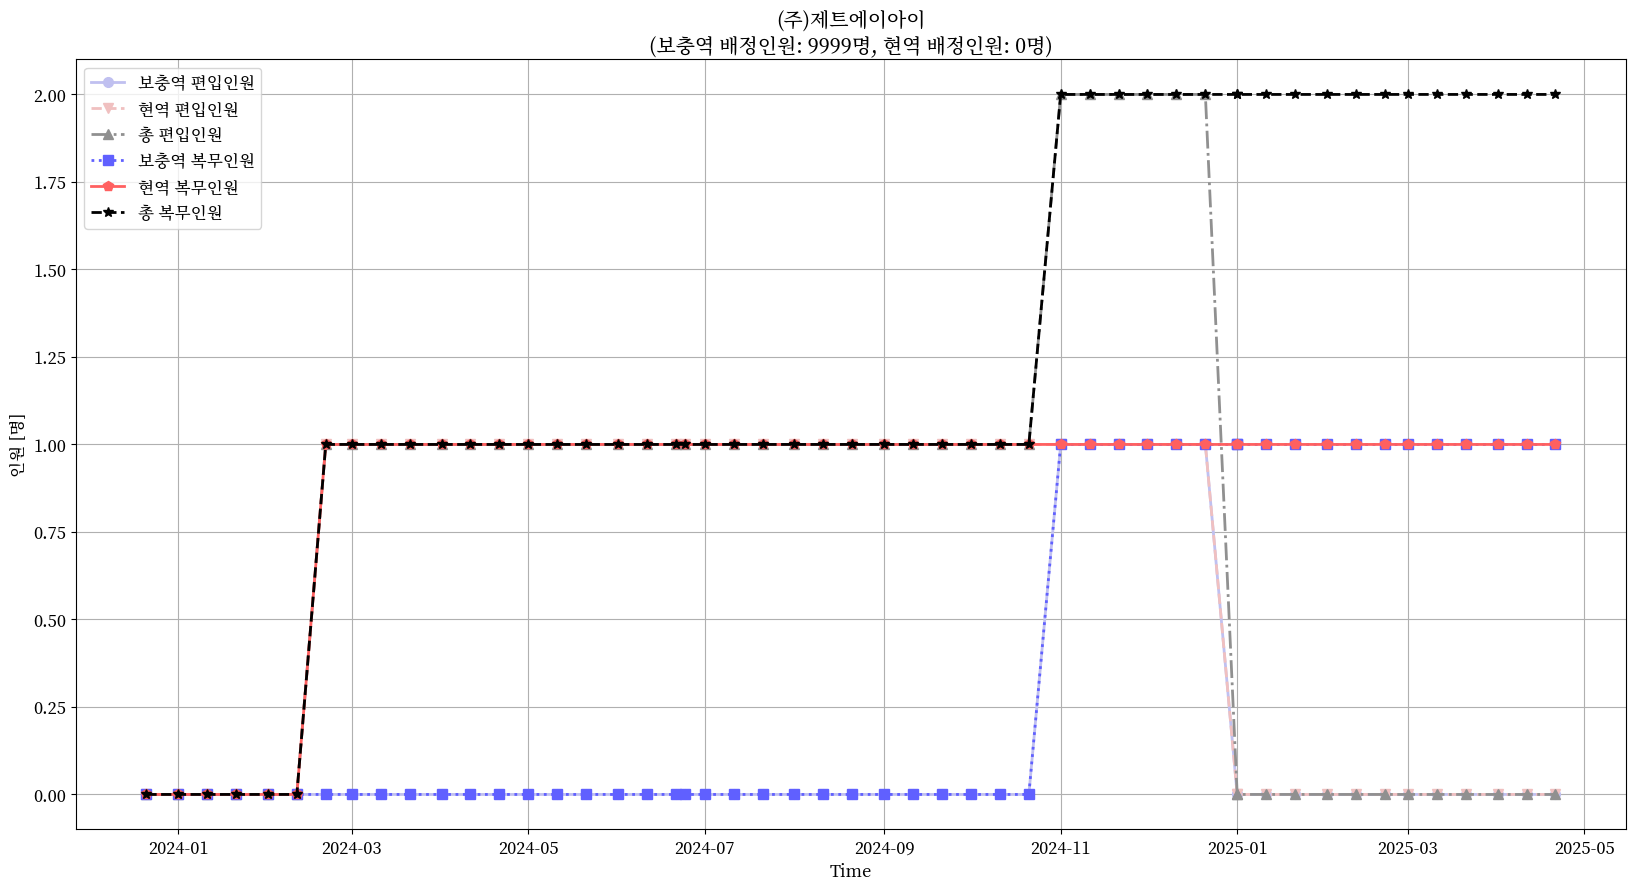 (주)제트에이아이
(보충역 배정인원: 9999명, 현역 배정인원: 0명)
보충역 편입인원
현역 편입인원
총 편입인원
보충역 복무인원
현역 복무인원
총 복무인원
2.00
1.75
1.50
1.25
1.00
0.75
0.50
0.25
0.00
인원 [명]
2024-01 2024-03 2024-05 2024-07 2024-09 2024-11 2025-01 2025-03 2025-05
Time